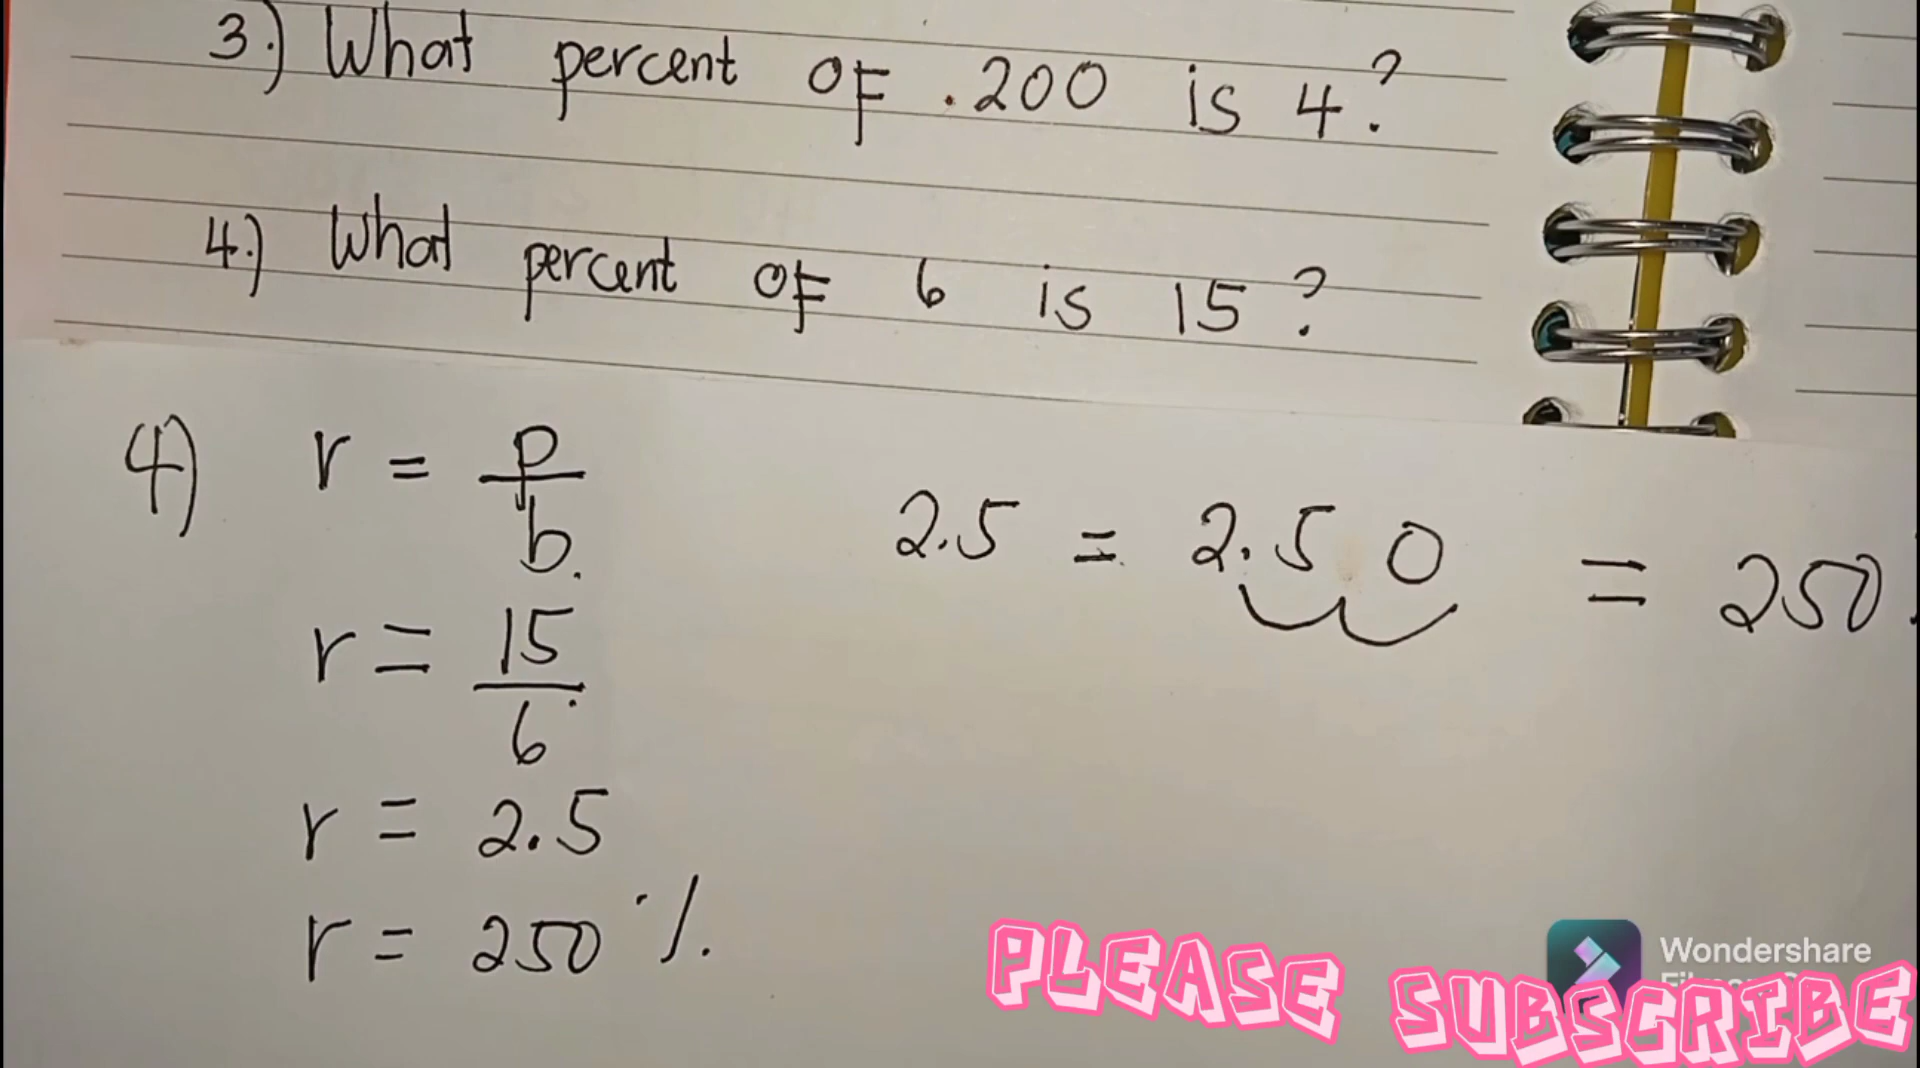 3.) What percent OF .200 is 4?
4.) What percent OF 6 is 15?
4) r = p/b.
2.5 = 2.50 = 250
r = 15/6
r = 2.5
r = 250 %.
PLEASE SUBSCRIBE
Wondershare